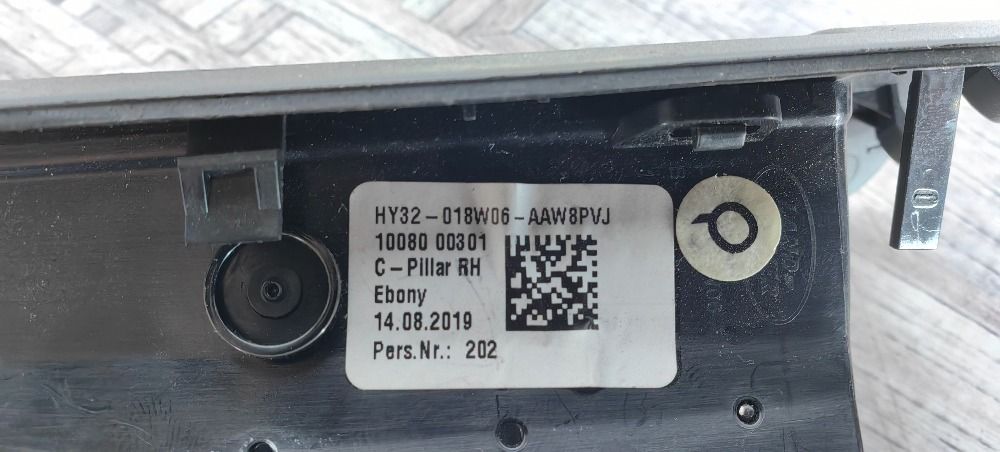 HY32-018W06-AAW8PVJ
10080 00301
C-Pillar RH
Ebony
14.08.2019
Pers.Nr.: 202
Q